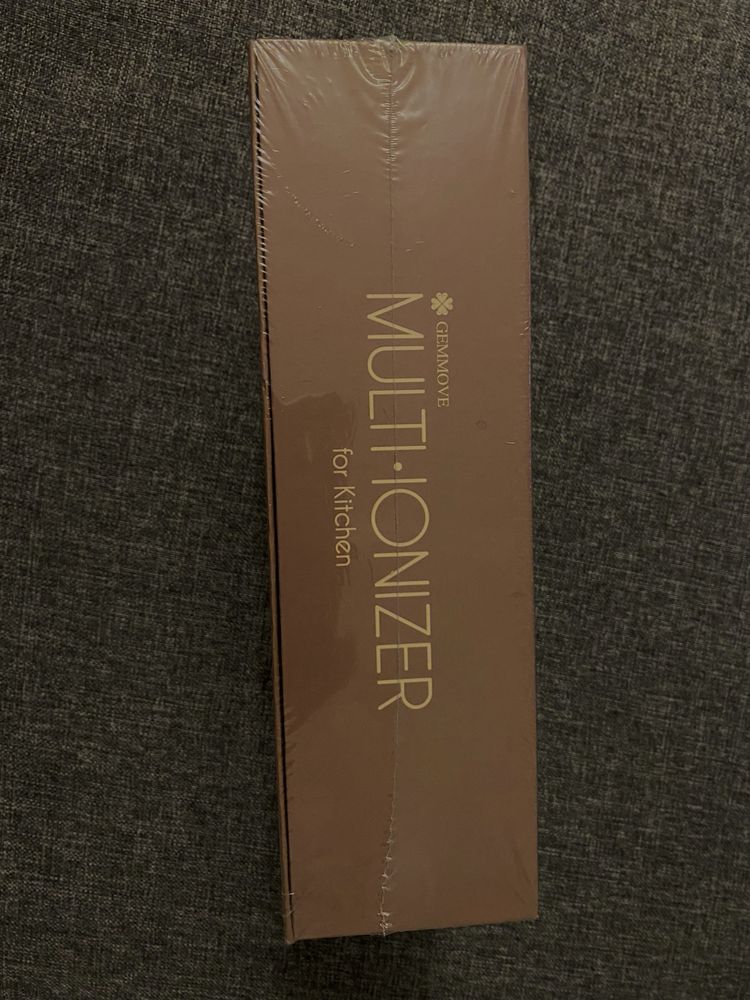 GEMMOVE
MULTI·IONIZER
for Kitchen